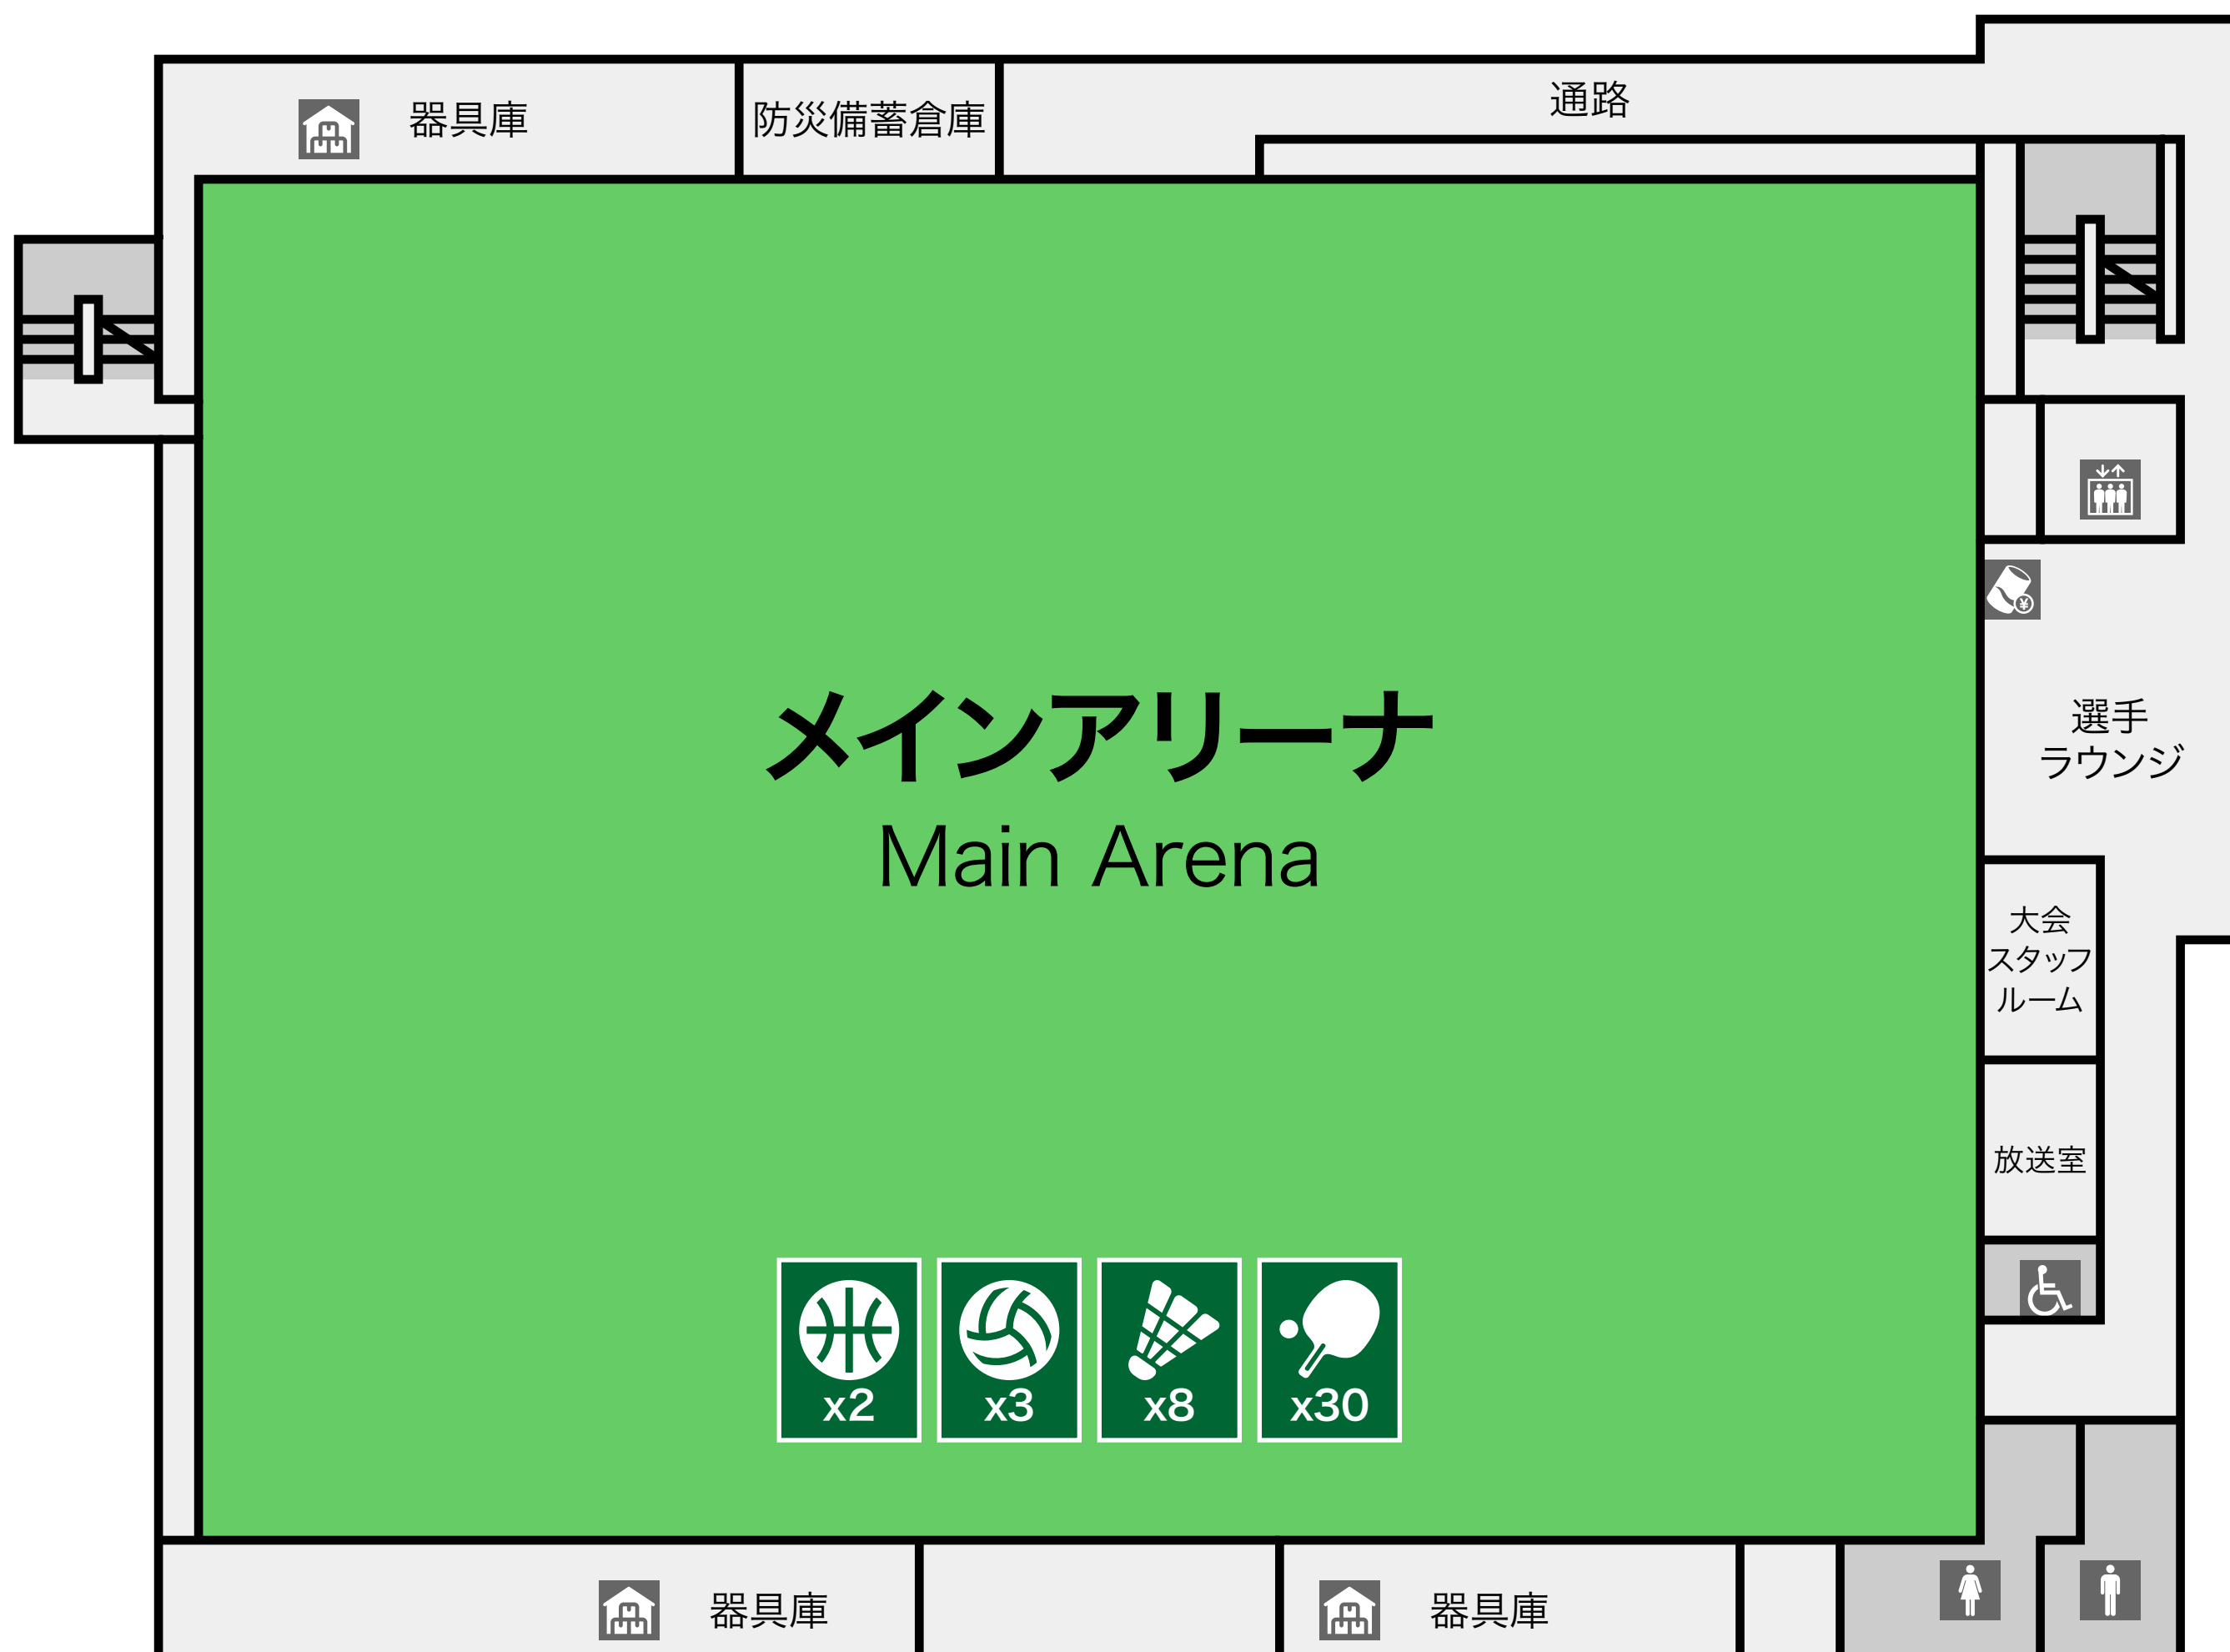 通路
器具庫
防災備蓄倉庫
選手
ラウンジ
メインアリーナ
Main Arena
大会
スタッフ
ルーム
放送室
x2
x3
x8
x30
器具庫
器具庫
¥